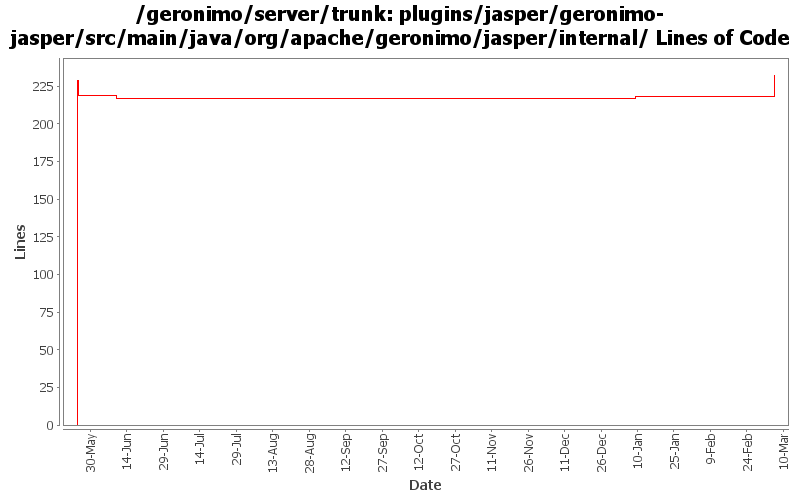 /geronimo/server/trunk: plugins/jasper/geronimo-
jasper/src/main/java/org/apache/geronimo/jasper/internal/ Lines of Code
225
200
175
150
125
100
75
50
25
0
Lines
30-May
14-Jun
29-Jun
14-Jul
29-Jul
13-Aug
28-Aug
12-Sep
27-Sep
12-Oct
27-Oct
11-Nov
26-Nov
11-Dec
26-Dec
10-Jan
25-Jan
9-Feb
24-Feb
10-Mar
Date